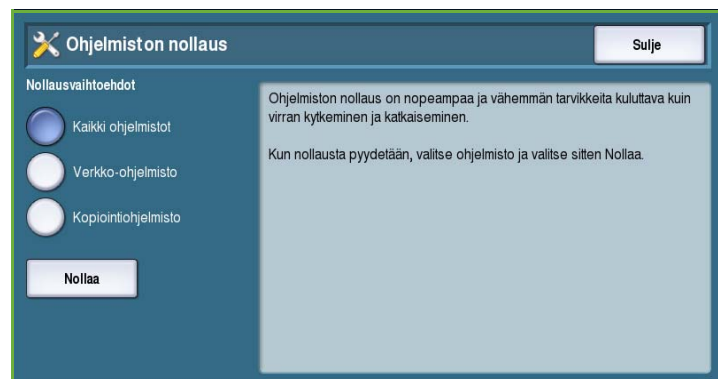 Ohjelmiston nollaus
Sulje
Nollausvaihtoehdot
Kaikki ohjelmistot
Verkko-ohjelmisto
Kopiointiohjelmisto
Nollaa
Ohjelmiston nollaus on nopeampaa ja vähemmän tarvikkeita kuluttava kuin
virran kytkeminen ja katkaiseminen.
Kun nollausta pyydetään, valitse ohjelmisto ja valitse sitten Nollaa.